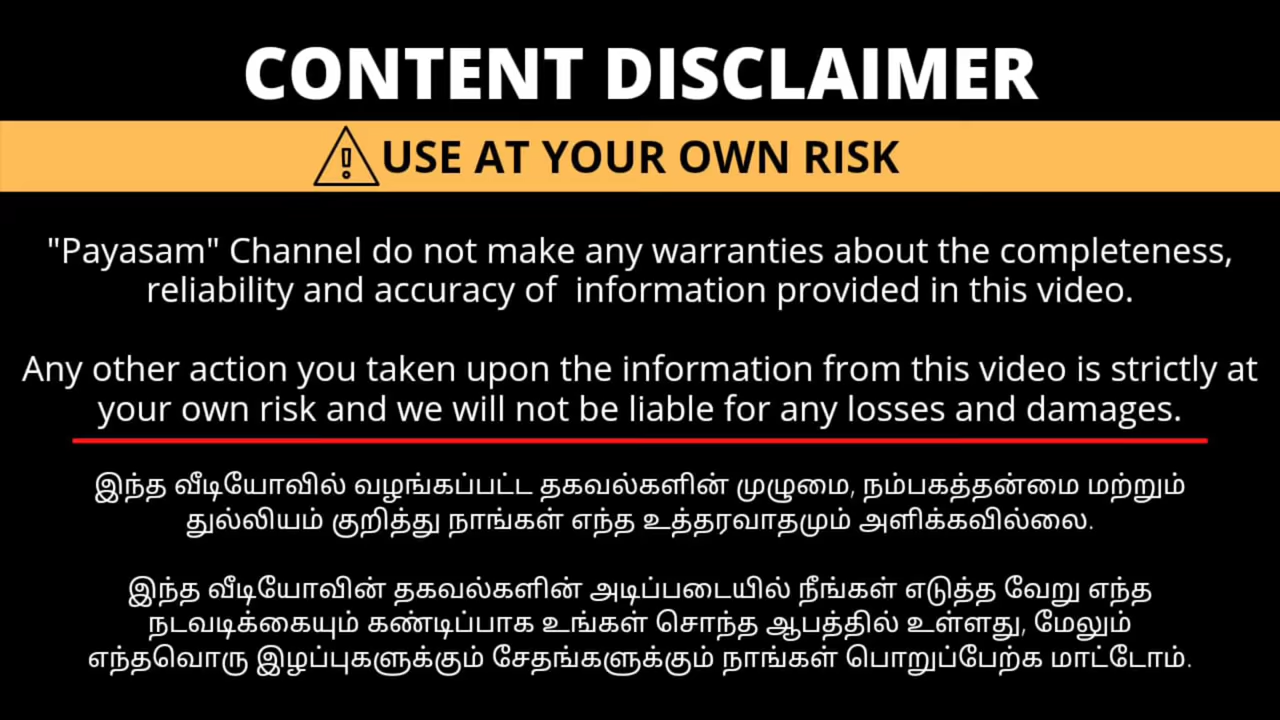 CONTENT DISCLAIMER
USE AT YOUR OWN RISK
"Payasam" Channel do not make any warranties about the completeness,
reliability and accuracy of  information provided in this video.
Any other action you taken upon the information from this video is strictly at
your own risk and we will not be liable for any losses and damages.
இந்த வீடியோவில் வழங்கப்பட்ட தகவல்களின் முழுமை, நம்பகத்தன்மை மற்றும்
துல்லியம் குறித்து நாங்கள் எந்த உத்தரவாதமும் அளிக்கவில்லை.
இந்த வீடியோவின் தகவல்களின் அடிப்படையில் நீங்கள் எடுத்த வேறு எந்த
நடவடிக்கையும் கண்டிப்பாக உங்கள் சொந்த ஆபத்தில் உள்ளது, மேலும்
எந்தவொரு இழப்புகளுக்கும் சேதங்களுக்கும் நாங்கள் பொறுப்பேற்க மாட்டோம்.